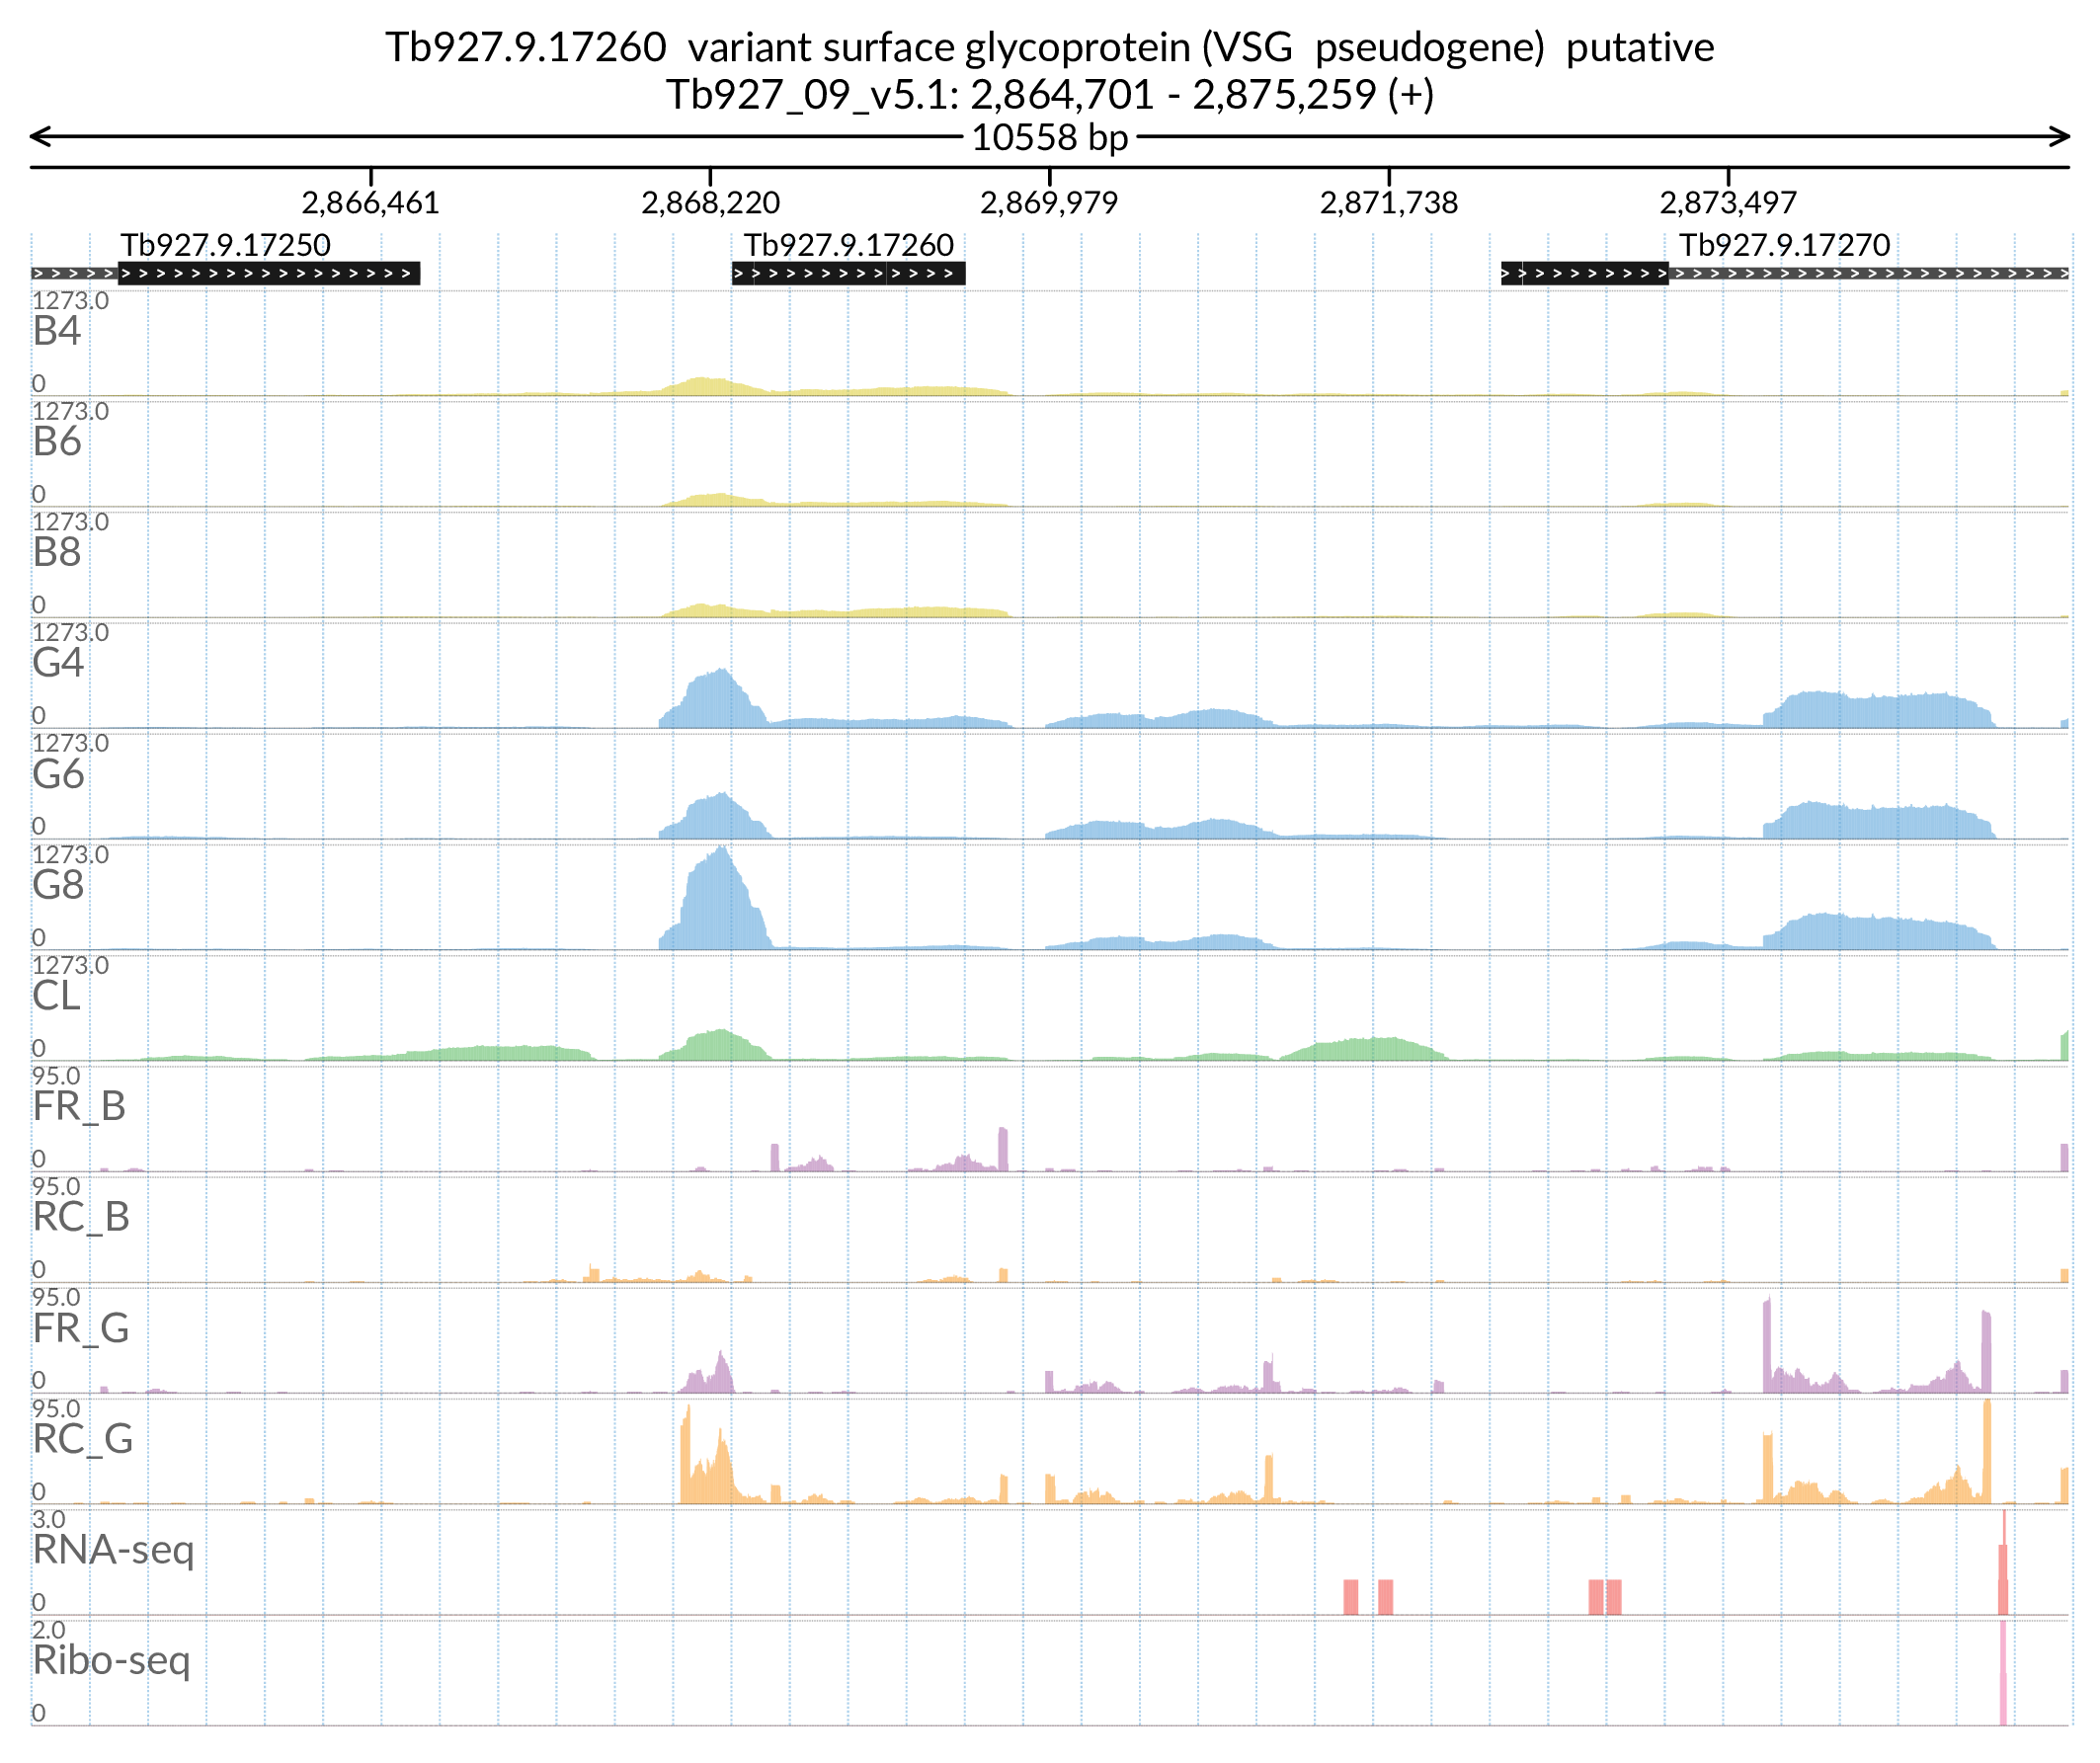 Tb927.9.17260 variant surface glycoprotein (VSG pseudogene) putative
Tb927_09_v5.1: 2,864,701 - 2,875,259 (+)
10558 bp
2,866,461 2,868,220 2,869,979 2,871,738 2,873,497
Tb927.9.17250 Tb927.9.17260 Tb927.9.17270
1273.0
B4
0
1273.0
B6
0
1273.0
B8
0
1273.0
G4
0
1273.0
G6
0
1273.0
G8
0
1273.0
CL
0
95.0
FR_B
0
95.0
RC_B
0
95.0
FR_G
0
95.0
RC_G
0
3.0
RNA-seq
0
2.0
Ribo-seq
0